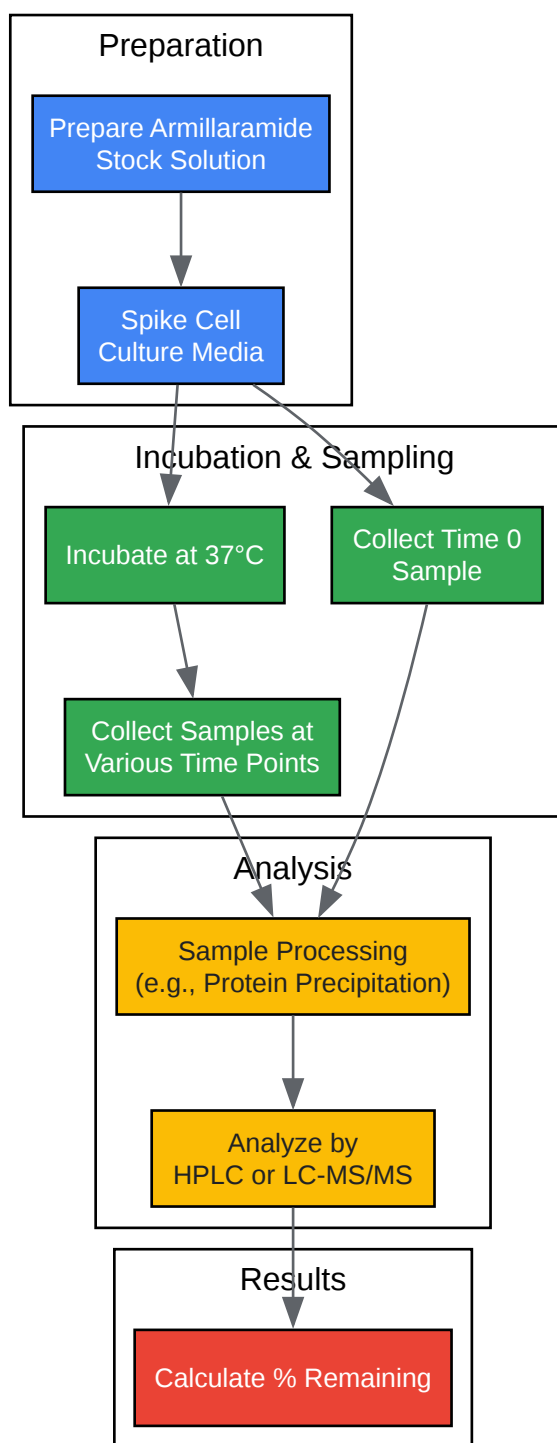 Preparation
Prepare Armillaramide
Stock Solution
Spike Cell
Culture Media
Incubation & Sampling
Incubate at 37°C
Collect Time 0
Sample
Collect Samples at
Various Time Points
Analysis
Sample Processing
(e.g., Protein Precipitation)
Analyze by
HPLC or LC-MS/MS
Results
Calculate % Remaining